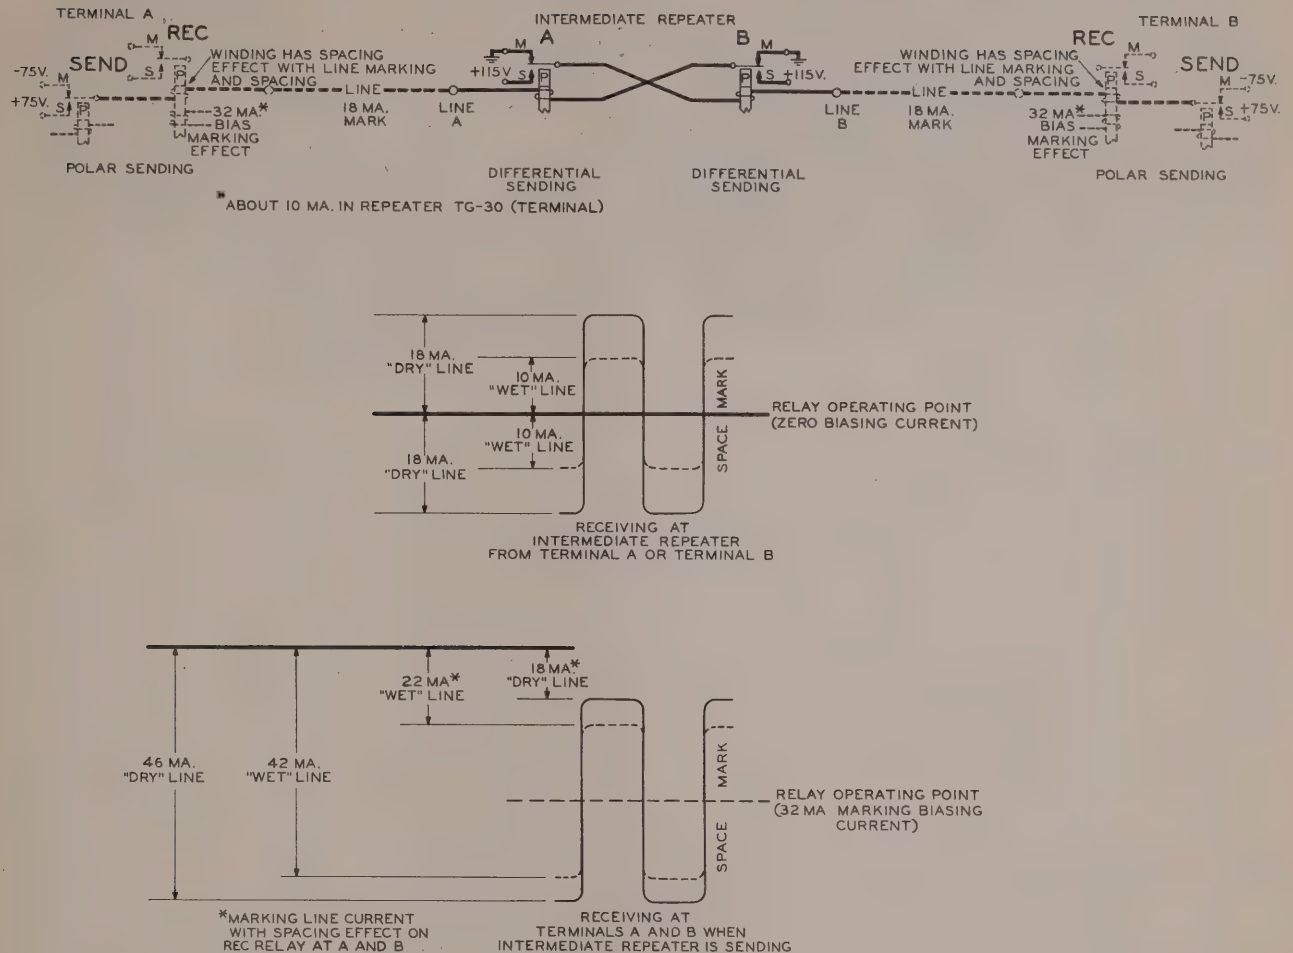 TERMINAL A
REC
SEND
M
S
-75V. M
+75V. S
P
P
WINDING HAS SPACING
EFFECT WITH LINE MARKING
AND SPACING
LINE
18 MA.
MARK
32 MA.*
BIAS
MARKING
EFFECT
POLAR SENDING
LINE
A
INTERMEDIATE REPEATER
A
M
+115V. S
P
DIFFERENTIAL
SENDING
B
M
S +115V.
P
DIFFERENTIAL
SENDING
LINE
B
WINDING HAS SPACING
EFFECT WITH LINE MARKING
AND SPACING
LINE
18 MA.
MARK
32 MA*
BIAS
MARKING
EFFECT
TERMINAL B
REC
SEND
M
S
P
M -75V.
S +75V.
P
POLAR SENDING
*ABOUT 10 MA. IN REPEATER TG-30 (TERMINAL)
18 MA.
"DRY" LINE
10 MA.
"WET" LINE
MARK
RELAY OPERATING POINT
(ZERO BIASING CURRENT)
10 MA.
"WET" LINE
18 MA.
"DRY" LINE
SPACE
RECEIVING AT
INTERMEDIATE REPEATER
FROM TERMINAL A OR TERMINAL B
18 MA.*
"DRY" LINE
22 MA*
"WET" LINE
46 MA.
"DRY" LINE
42 MA.
"WET" LINE
MARK
RELAY OPERATING POINT
(32 MA MARKING BIASING
CURRENT)
SPACE
*MARKING LINE CURRENT
WITH SPACING EFFECT ON
REC RELAY AT A AND B
RECEIVING AT
TERMINALS A AND B WHEN
INTERMEDIATE REPEATER IS SENDING